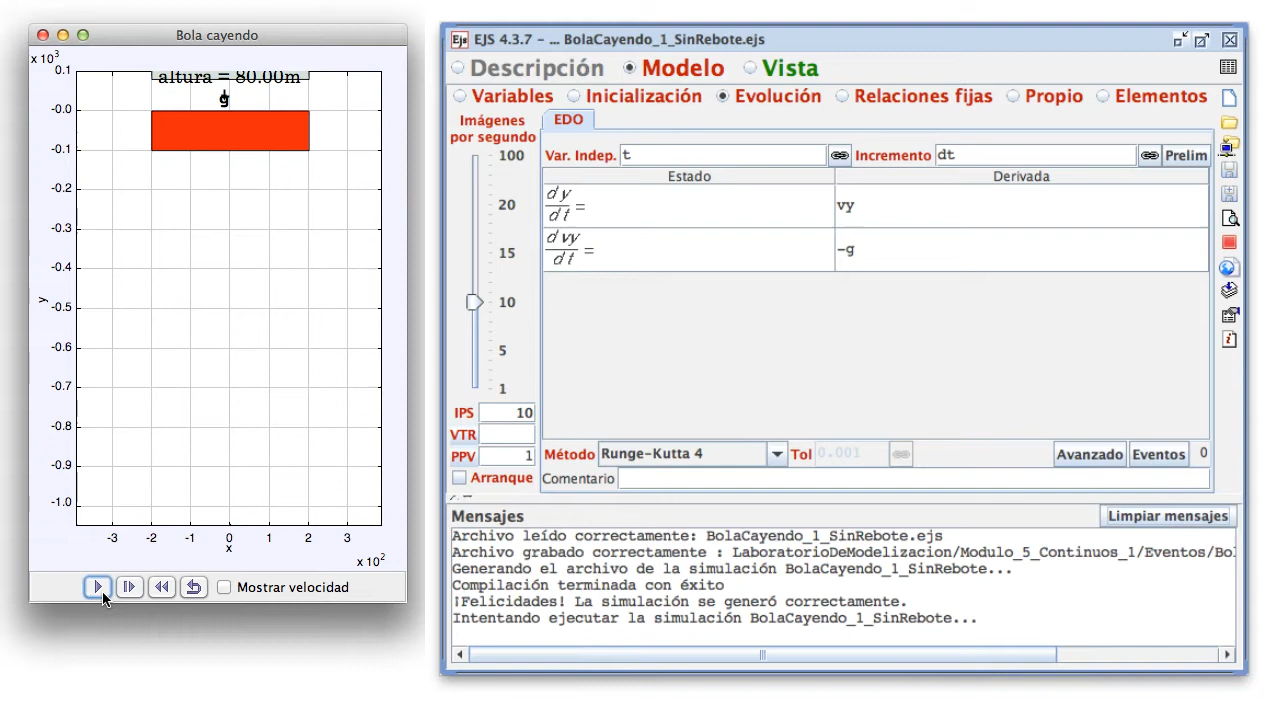 Bola cayendo
x 10³
0.1
altura = 80.00m
g
-0.0
-0.1
-0.2
-0.3
-0.4
-0.5
-0.6
-0.7
-0.8
-0.9
-1.0
y
-3 -2 -1 0 1 2 3
x
x 10²
Mostrar velocidad
EJS 4.3.7 - ... BolaCayendo_1_SinRebote.ejs
Descripción Modelo Vista
Variables Inicialización Evolución Relaciones fijas Propio Elementos
Imágenes
por segundo
100
20
15
10
5
1
IPS 10
VTR
PPV 1
Arranque
EDO
Var. Indep. t Incremento dt Prelim
Estado Derivada
d y
d t = vy
d vy
d t = -g
Método Runge-Kutta 4 Tol 0.001 Avanzado Eventos 0
Comentario
Mensajes Limpiar mensajes
Archivo leído correctamente: BolaCayendo_1_SinRebote.ejs
Archivo grabado correctamente : LaboratorioDeModelizacion/Modulo_5_Continuos_1/Eventos/Bol
Generando el archivo de la simulación BolaCayendo_1_SinRebote...
Compilación terminada con éxito
¡Felicidades! La simulación se generó correctamente.
Intentando ejecutar la simulación BolaCayendo_1_SinRebote...